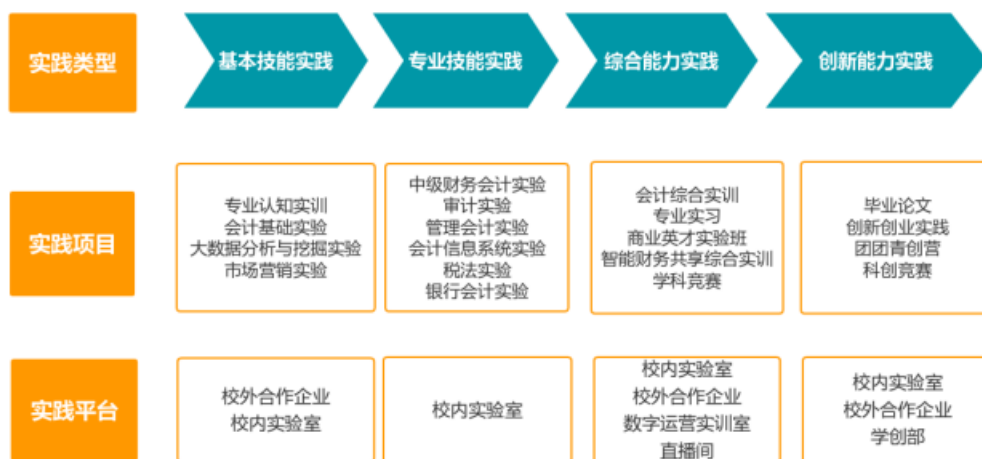 实践类型
基本技能实践
专业技能实践
综合能力实践
创新能力实践
实践项目
专业认知实训
会计基础实验
大数据分析与挖掘实验
市场营销实验
中级财务会计实验
审计实验
管理会计实验
会计信息系统实验
税法实验
银行会计实验
会计综合实训
专业实习
商业英才实验班
智能财务共享综合实训
学科竞赛
毕业论文
创新创业实践
团团青创营
科创竞赛
实践平台
校外合作企业
校内实验室
校内实验室
校内实验室
校外合作企业
数字运营实训室
直播间
校内实验室
校外合作企业
学创部